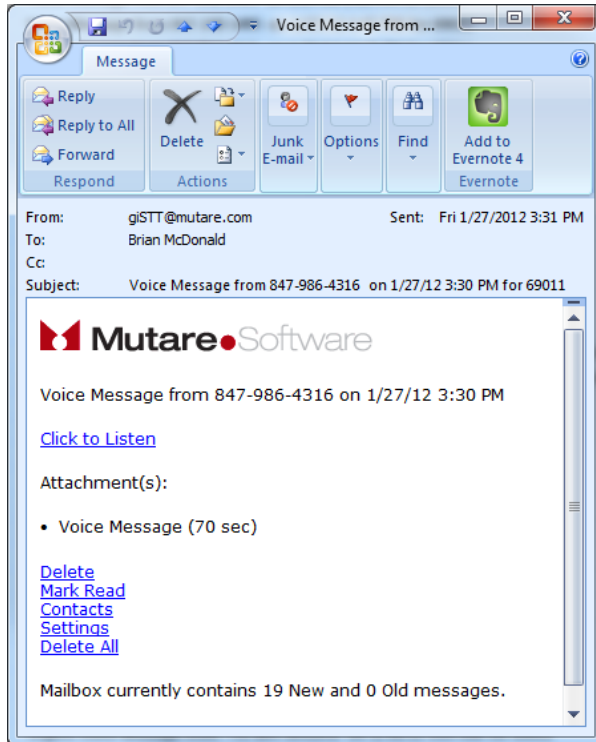 Voice Message from ...
Message
Reply
Reply to All
Forward
Respond
Delete
Actions
Junk
E-mail
Options
Find
Add to
Evernote 4
Evernote
From: giSTT@mutare.com Sent: Fri 1/27/2012 3:31 PM
To: Brian McDonald
Cc:
Subject: Voice Message from 847-986-4316 on 1/27/12 3:30 PM for 69011
Mutare•Software
Voice Message from 847-986-4316 on 1/27/12 3:30 PM
Click to Listen
Attachment(s):
• Voice Message (70 sec)
Delete
Mark Read
Contacts
Settings
Delete All
Mailbox currently contains 19 New and 0 Old messages.